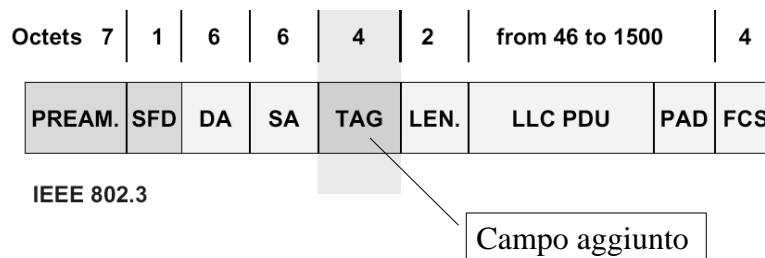 Octets 7 1 6 6 4 2 from 46 to 1500 4
PREAM. SFD DA SA TAG LEN. LLC PDU PAD FCS
IEEE 802.3
Campo aggiunto